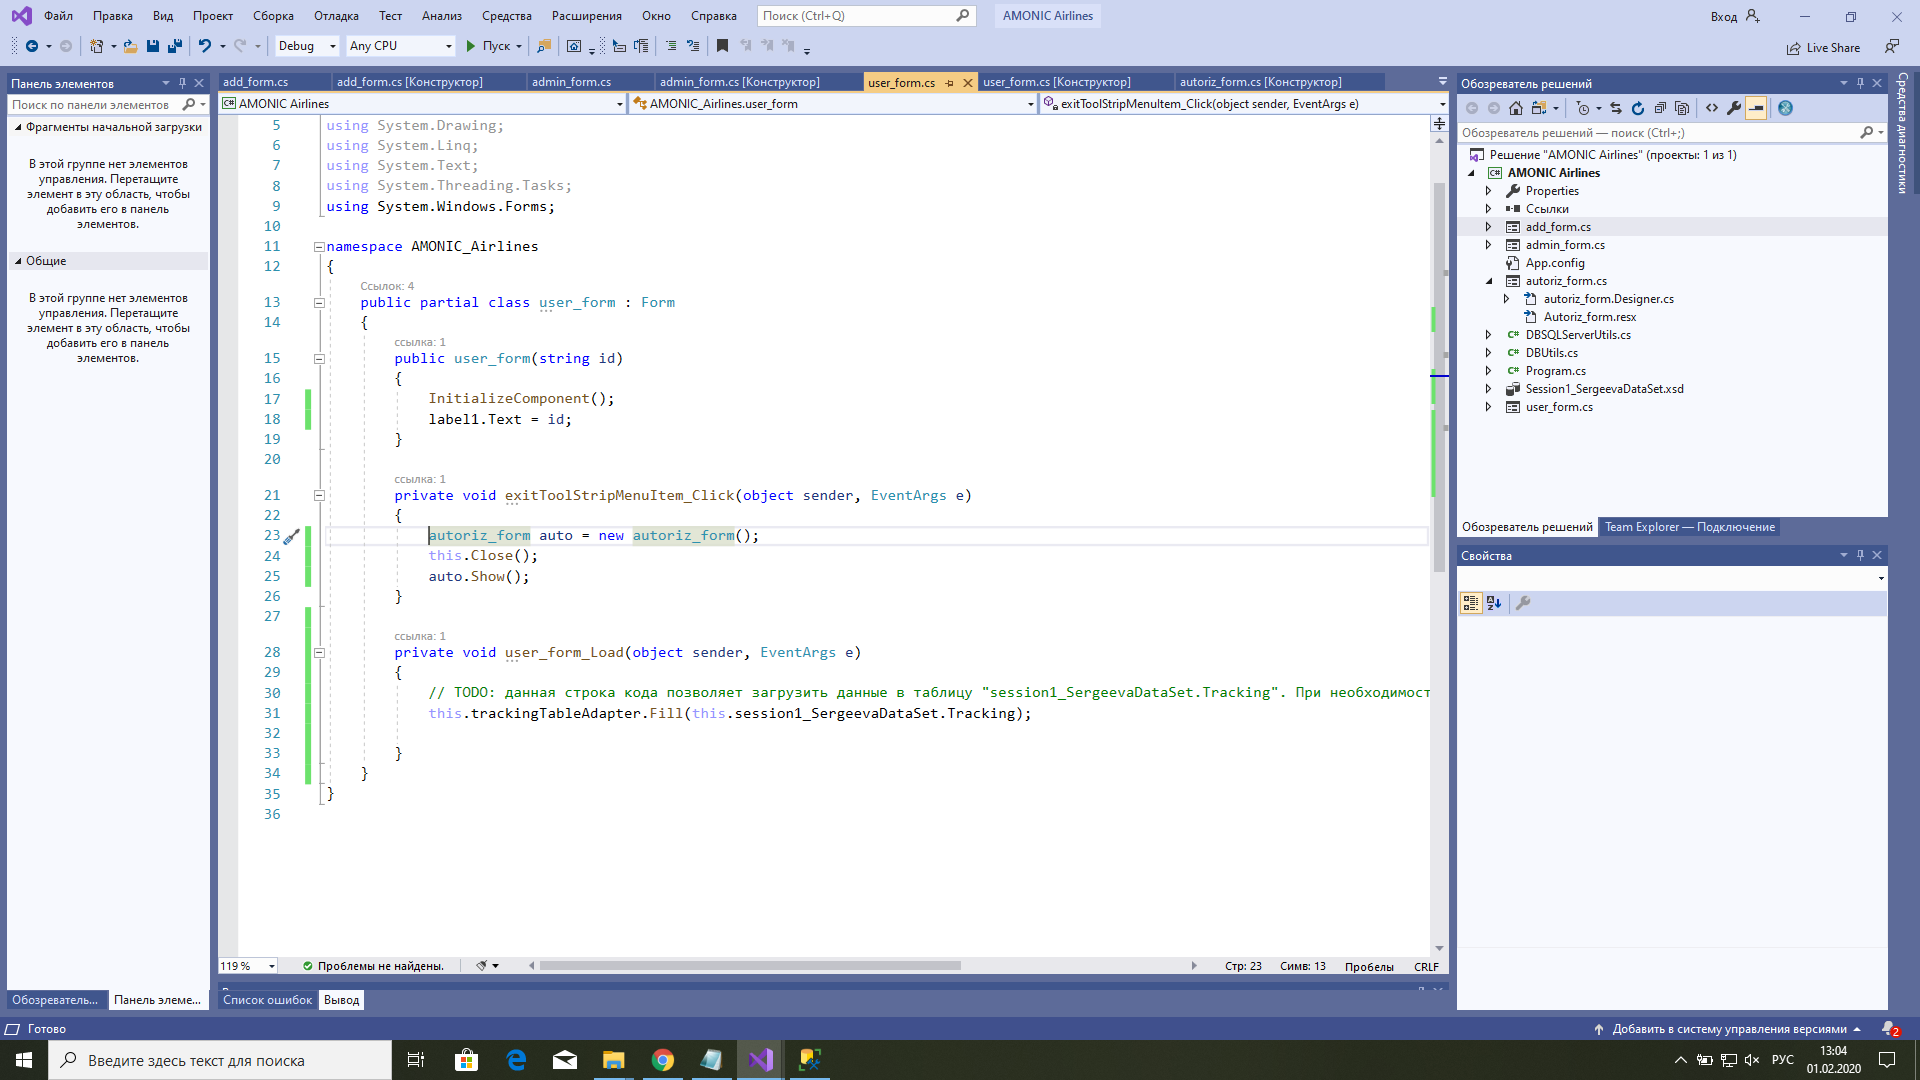 Файл Правка Вид Проект Сборка Отладка Тест Анализ Средства Расширения Окно Справка Поиск (Ctrl+Q) AMONIC Airlines Вход
Debug Any CPU Пуск Live Share
Панель элементов
Поиск по панели элементов
Фрагменты начальной загрузки
В этой группе нет элементов
управления. Перетащите
элемент в эту область, чтобы
добавить его в панель
элементов.
Общие
В этой группе нет элементов
управления. Перетащите
элемент в эту область, чтобы
добавить его в панель
элементов.
Обозреватель... Панель элеме...
add_form.cs add_form.cs [Конструктор] admin_form.cs admin_form.cs [Конструктор] user_form.cs user_form.cs [Конструктор] autoriz_form.cs [Конструктор]
C# AMONIC Airlines AMONIC_Airlines.user_form exitToolStripMenuItem_Click(object sender, EventArgs e)
5 using System.Drawing;
6 using System.Linq;
7 using System.Text;
8 using System.Threading.Tasks;
9 using System.Windows.Forms;
10
11 namespace AMONIC_Airlines
12 {
Ссылок: 4
13 public partial class user_form : Form
14 {
ссылка: 1
15 public user_form(string id)
16 {
17 InitializeComponent();
18 label1.Text = id;
19 }
20
ссылка: 1
21 private void exitToolStripMenuItem_Click(object sender, EventArgs e)
22 {
23 autoriz_form auto = new autoriz_form();
24 this.Close();
25 auto.Show();
26 }
27
ссылка: 1
28 private void user_form_Load(object sender, EventArgs e)
29 {
30 // TODO: данная строка кода позволяет загрузить данные в таблицу "session1_SergeevaDataSet.Tracking". При необходимост
31 this.trackingTableAdapter.Fill(this.session1_SergeevaDataSet.Tracking);
32
33 }
34 }
35 }
36
119 % Проблемы не найдены. Стр: 23 Симв: 13 Пробелы CRLF
Список ошибок Вывод
Обозреватель решений
Обозреватель решений — поиск (Ctrl+;)
Решение "AMONIC Airlines" (проекты: 1 из 1)
C# AMONIC Airlines
Properties
Ссылки
add_form.cs
admin_form.cs
App.config
autoriz_form.cs
autoriz_form.Designer.cs
Autoriz_form.resx
C# DBSQLServerUtils.cs
C# DBUtils.cs
C# Program.cs
Session1_SergeevaDataSet.xsd
user_form.cs
Обозреватель решений Team Explorer — Подключение
Свойства
Средства диагностики
Готово Добавить в систему управления версиями 2
Введите здесь текст для поиска
РУС 13:04
01.02.2020